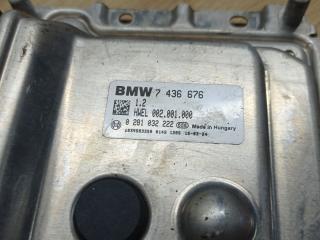 BMW 7 436 676
1.2
HWEL 002.001.000
0 281 032 222 Made in Hungary